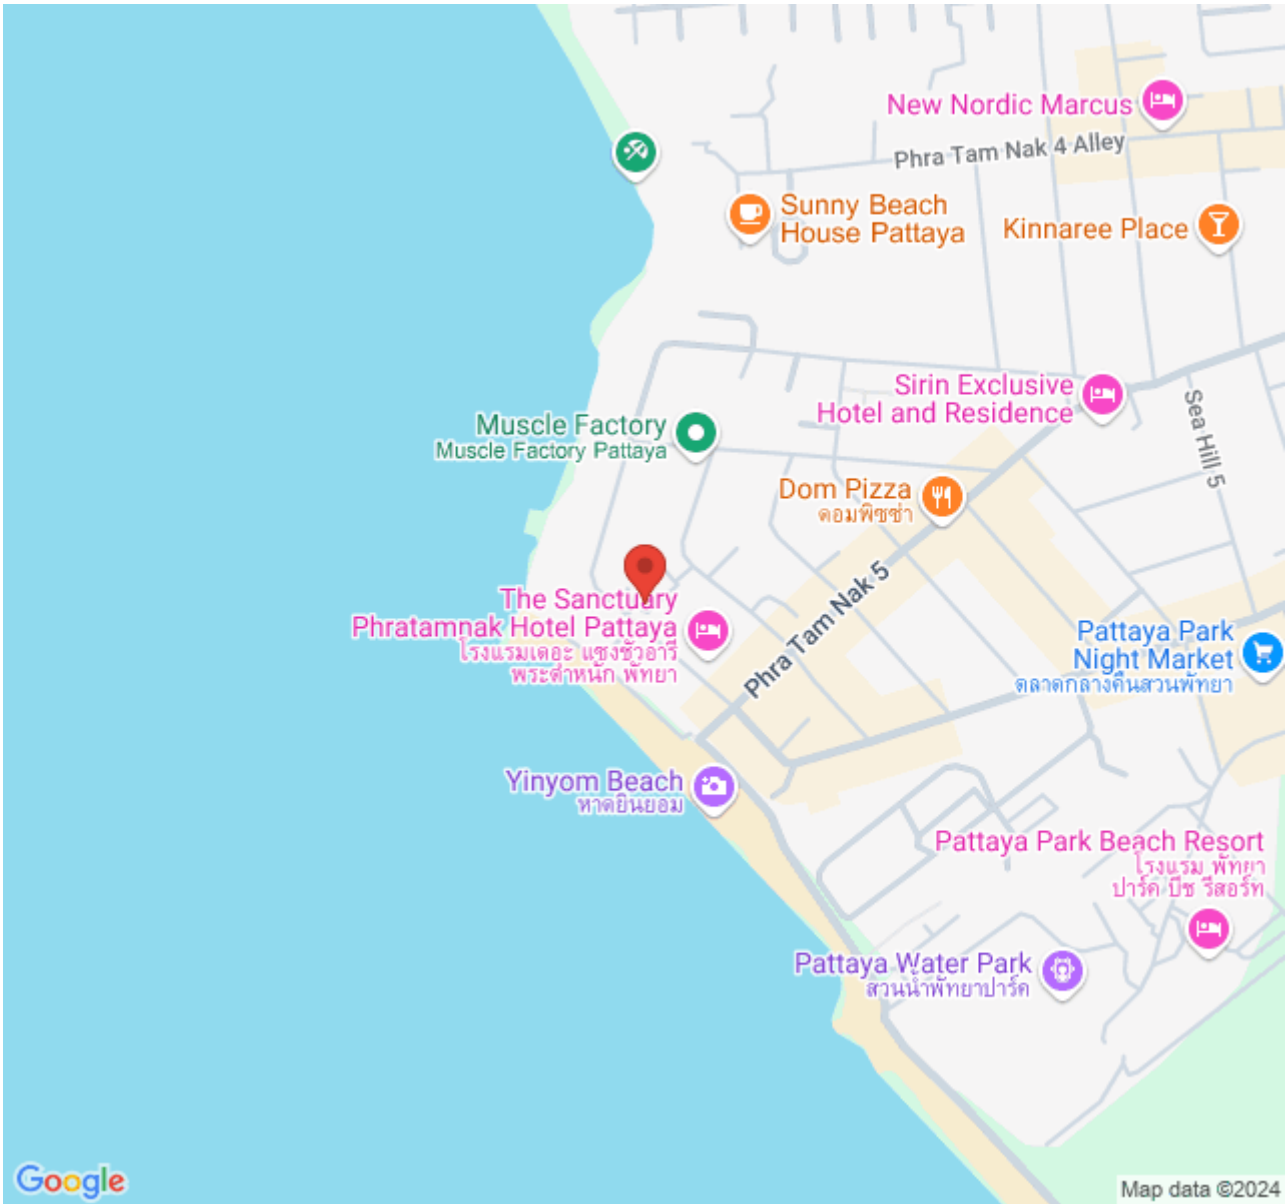 New Nordic Marcus
Phra Tam Nak 4 Alley
Sunny Beach
House Pattaya
Kinnaree Place
Sirin Exclusive
Hotel and Residence
Sea Hill 5
Muscle Factory
Muscle Factory Pattaya
Dom Pizza
ดอมพิซซ่า
Phra Tam Nak 5
The Sanctuary
Phratamnak Hotel Pattaya
โรงแรมเดอะ แซงชัวอารี
พระตำหนัก พัทยา
Pattaya Park
Night Market
ตลาดกลางคืนสวนพัทยา
Yinyom Beach
หาดยินยอม
Pattaya Park Beach Resort
โรงแรม พัทยา
ปาร์ค บีช รีสอร์ท
Pattaya Water Park
สวนน้ำพัทยาปาร์ค
Google
Map data ©2024